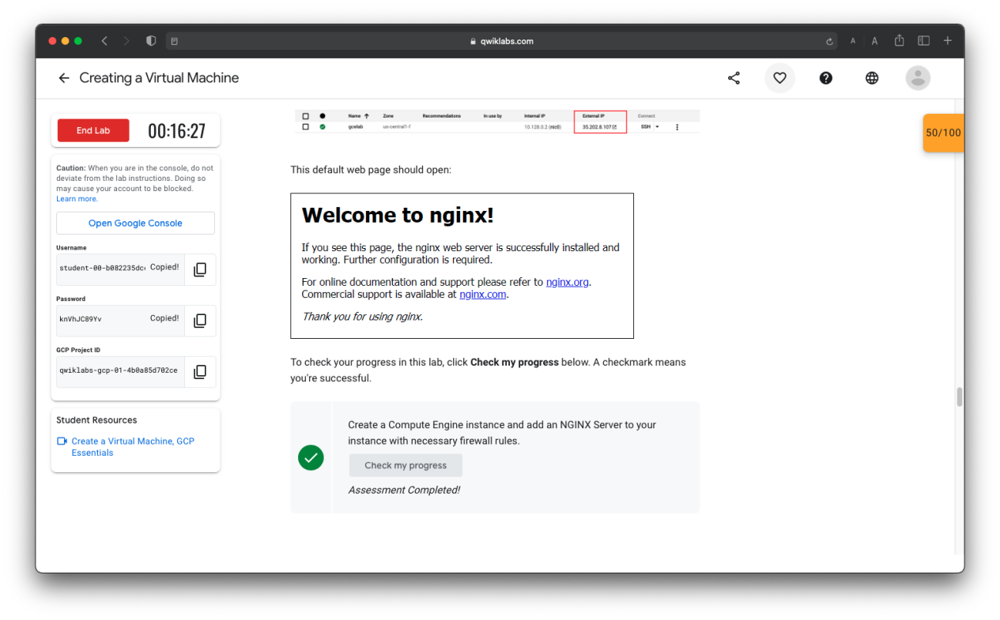 qwiklabs.com
A A
Creating a Virtual Machine
End Lab
00:16:27
Caution: When you are in the console, do not
deviate from the lab instructions. Doing so
may cause your account to be blocked.
Learn more.
Open Google Console
Username
student-00-b082235dc Copied!
Password
knVhJC89Yv Copied!
GCP Project ID
qwiklabs-gcp-01-4b0a85d702ce
Student Resources
Create a Virtual Machine, GCP
Essentials
Name Zone Recommendations In use by Internal IP External IP Connect
gcelab us-central1-f 10.128.0.2 (nic0) 35.202.8.107 SSH
50/100
This default web page should open:
Welcome to nginx!
If you see this page, the nginx web server is successfully installed and
working. Further configuration is required.
For online documentation and support please refer to nginx.org.
Commercial support is available at nginx.com.
Thank you for using nginx.
To check your progress in this lab, click Check my progress below. A checkmark means
you're successful.
Create a Compute Engine instance and add an NGINX Server to your
instance with necessary firewall rules.
Check my progress
Assessment Completed!